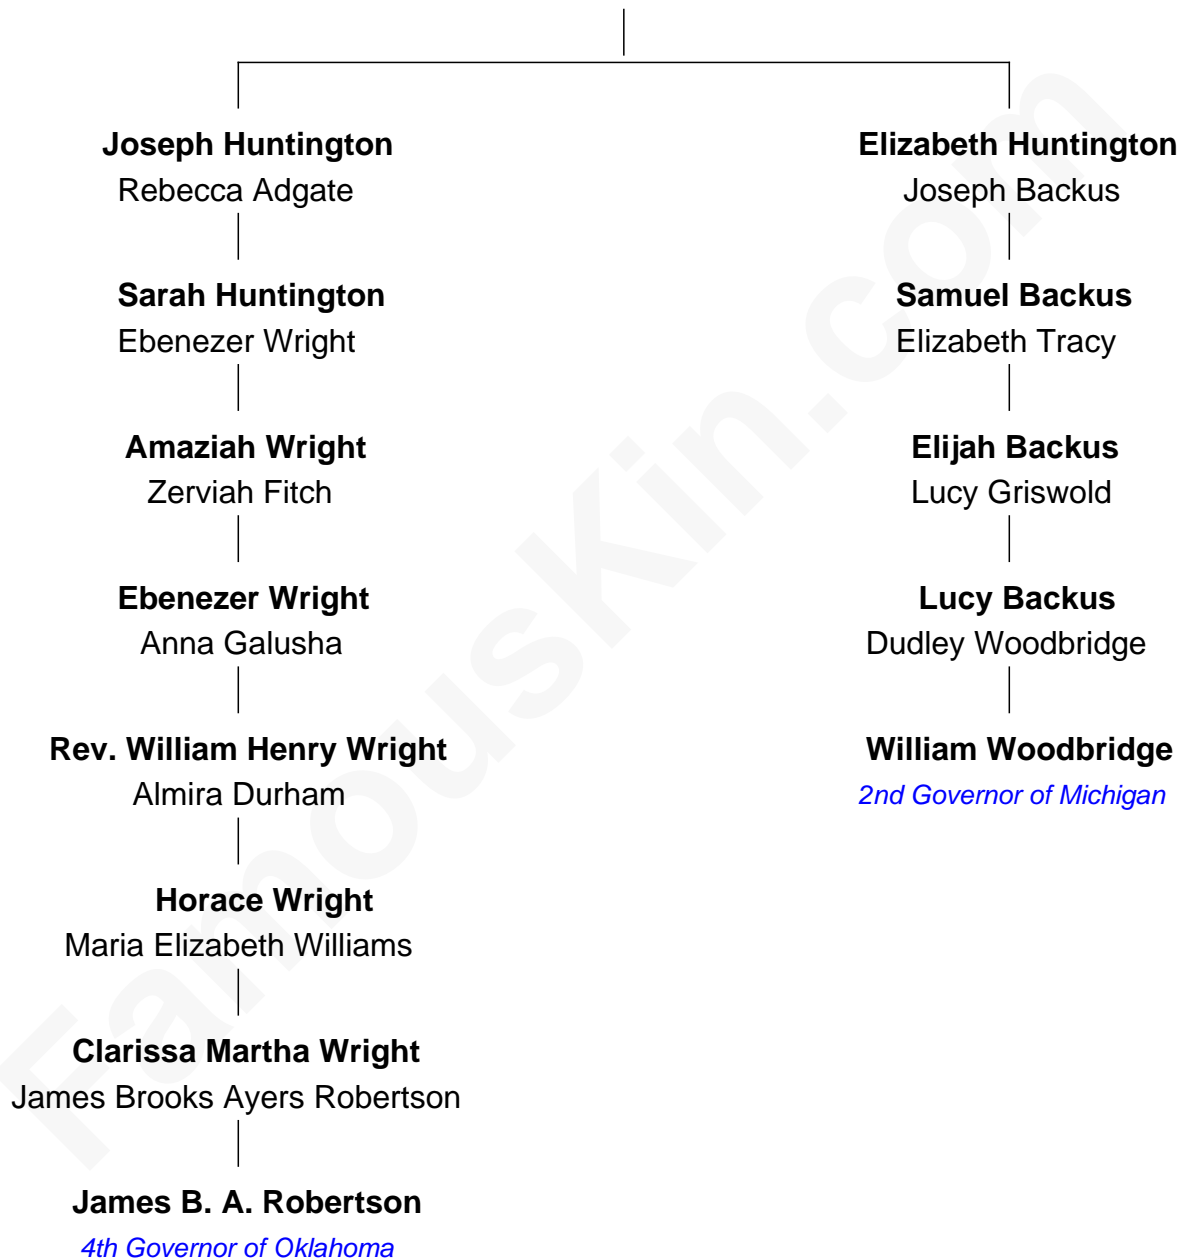 Joseph Huntington
Rebecca Adgate
Sarah Huntington
Ebenezer Wright
Amaziah Wright
Zerviah Fitch
Ebenezer Wright
Anna Galusha
Rev. William Henry Wright
Almira Durham
Horace Wright
Maria Elizabeth Williams
Clarissa Martha Wright
James Brooks Ayers Robertson
James B. A. Robertson
4th Governor of Oklahoma
Elizabeth Huntington
Joseph Backus
Samuel Backus
Elizabeth Tracy
Elijah Backus
Lucy Griswold
Lucy Backus
Dudley Woodbridge
William Woodbridge
2nd Governor of Michigan
FamousKin.com